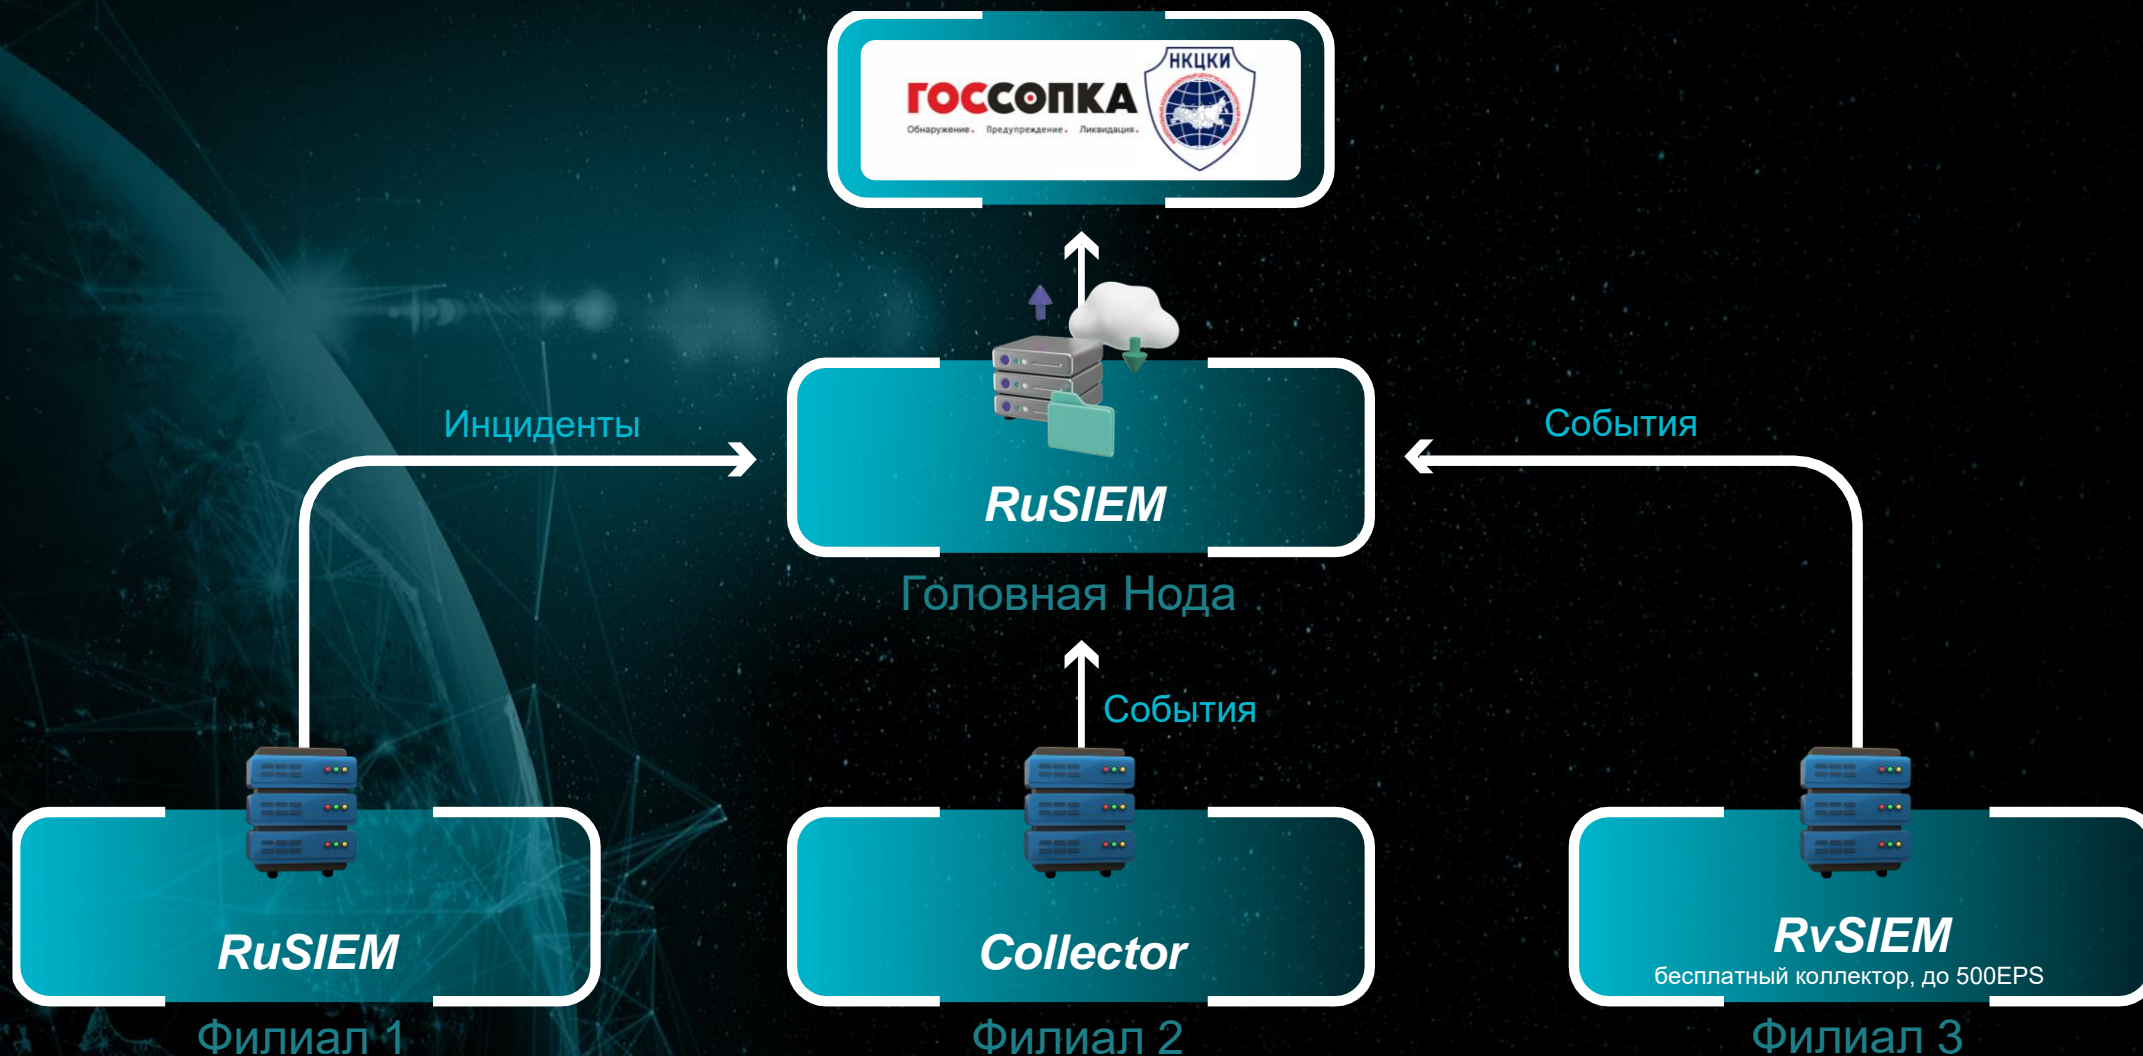 НКЦКИ
ГОССОПКА
Обнаружение. Предупреждение. Ликвидация.
Инциденты
События
RuSIEM
Головная Нода
События
RuSIEM
Collector
RvSIEM
бесплатный коллектор, до 500EPS
Филиал 1
Филиал 2
Филиал 3